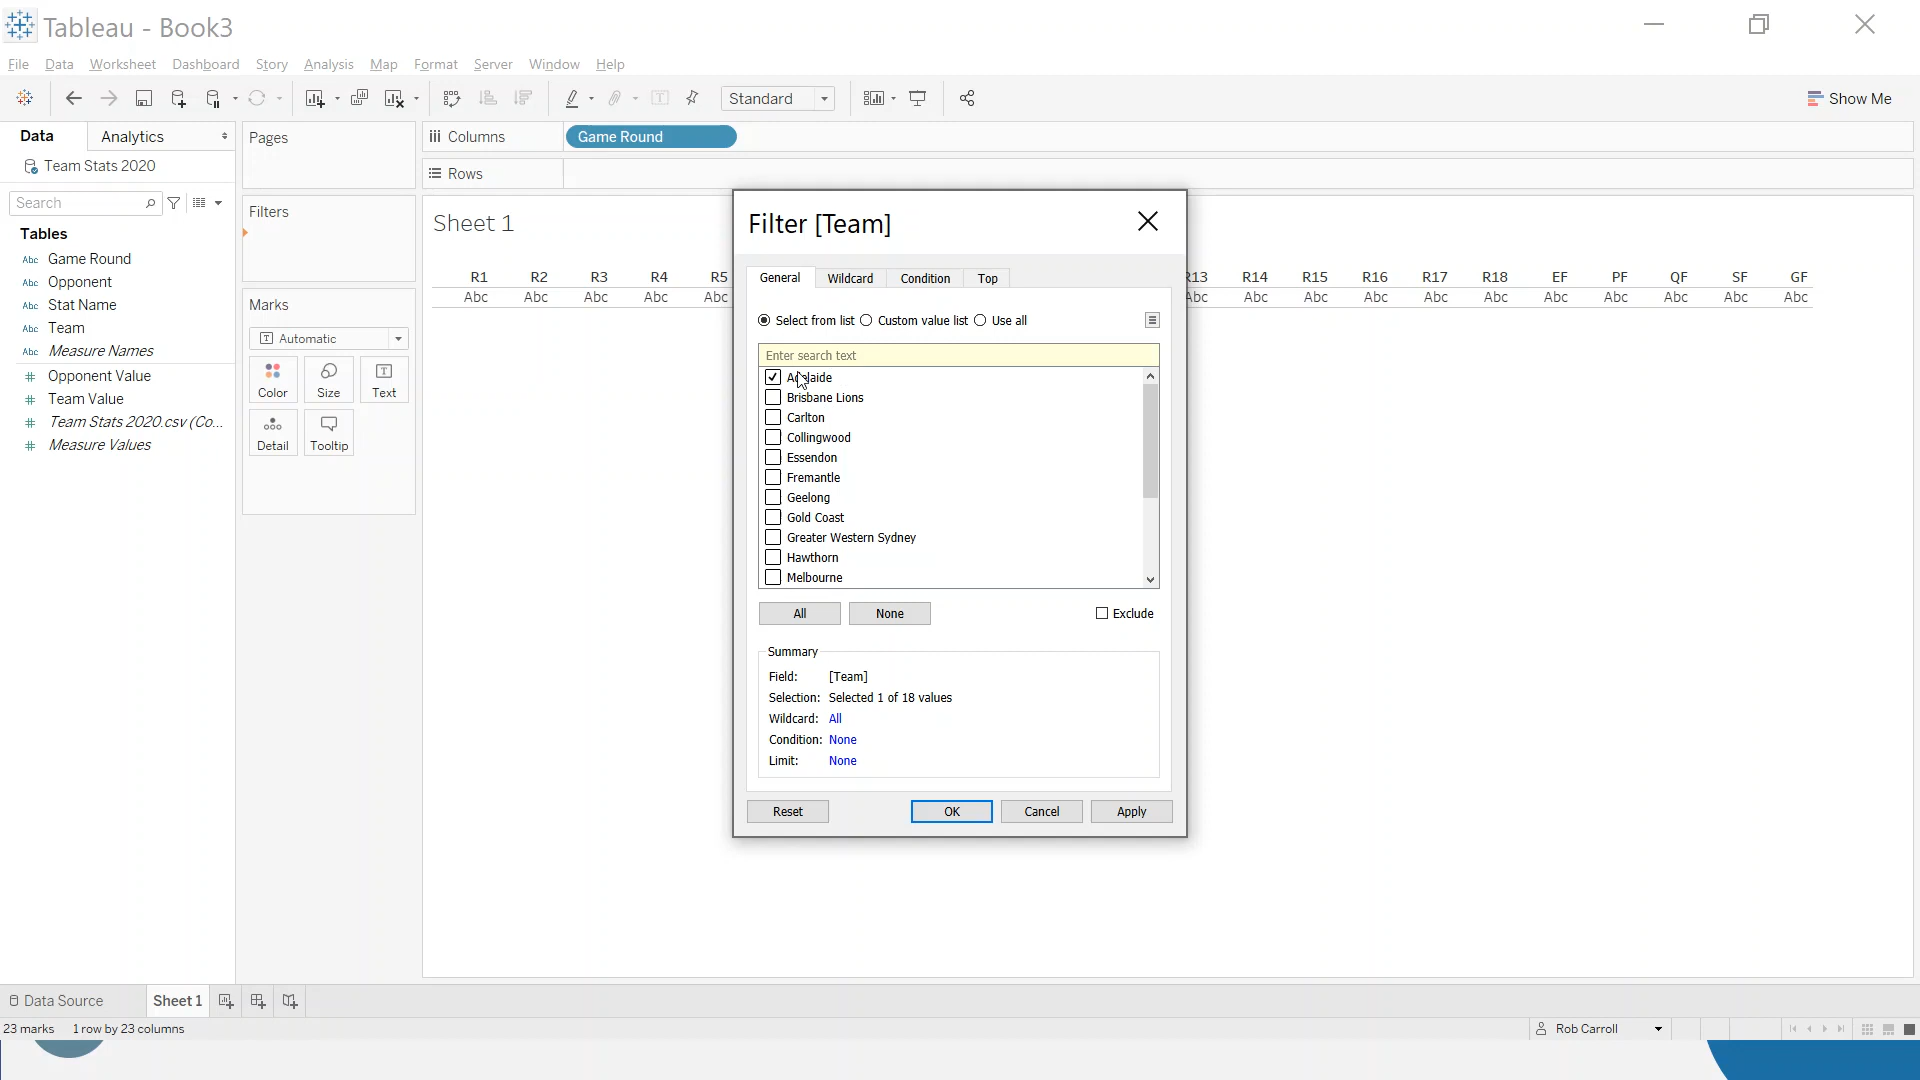 Tableau - Book3
File Data Worksheet Dashboard Story Analysis Map Format Server Window Help
Standard
Show Me
Data Analytics
Team Stats 2020
Search
Tables
Abc Game Round
Abc Opponent
Abc Stat Name
Abc Team
Abc Measure Names
# Opponent Value
# Team Value
# Team Stats 2020.csv (Co...
# Measure Values
Pages
Filters
Marks
T Automatic
Color Size Text
Detail Tooltip
Columns Game Round
Rows
Sheet 1
R1 R2 R3 R4 R5 R13 R14 R15 R16 R17 R18 EF PF QF SF GF
Abc Abc Abc Abc Abc Abc Abc Abc Abc Abc Abc Abc Abc Abc Abc Abc
Filter [Team]
General Wildcard Condition Top
Select from list Custom value list Use all
Enter search text
Adelaide
Brisbane Lions
Carlton
Collingwood
Essendon
Fremantle
Geelong
Gold Coast
Greater Western Sydney
Hawthorn
Melbourne
All None Exclude
Summary
Field: [Team]
Selection: Selected 1 of 18 values
Wildcard: All
Condition: None
Limit: None
Reset OK Cancel Apply
Data Source Sheet 1
23 marks 1 row by 23 columns
Rob Carroll